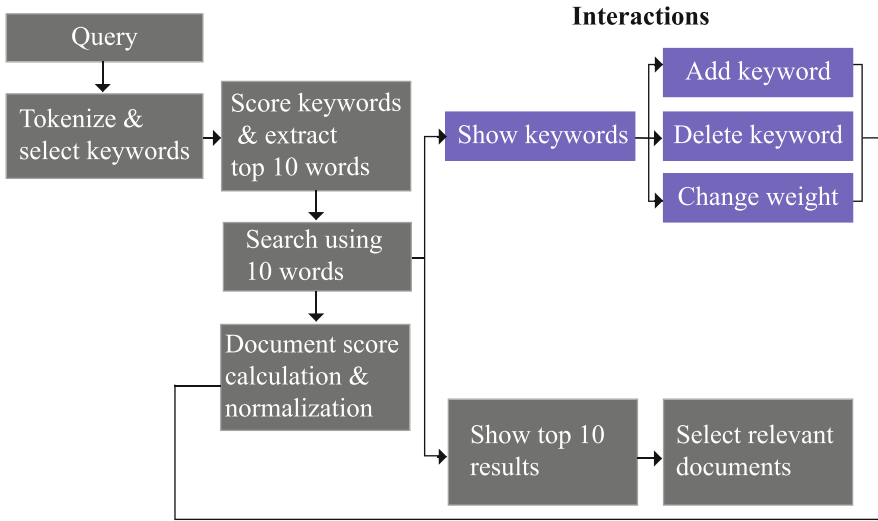 Interactions
Query
Tokenize &
select keywords
Score keywords
& extract
top 10 words
Search using
10 words
Document score
calculation &
normalization
Show keywords
Add keyword
Delete keyword
Change weight
Show top 10
results
Select relevant
documents